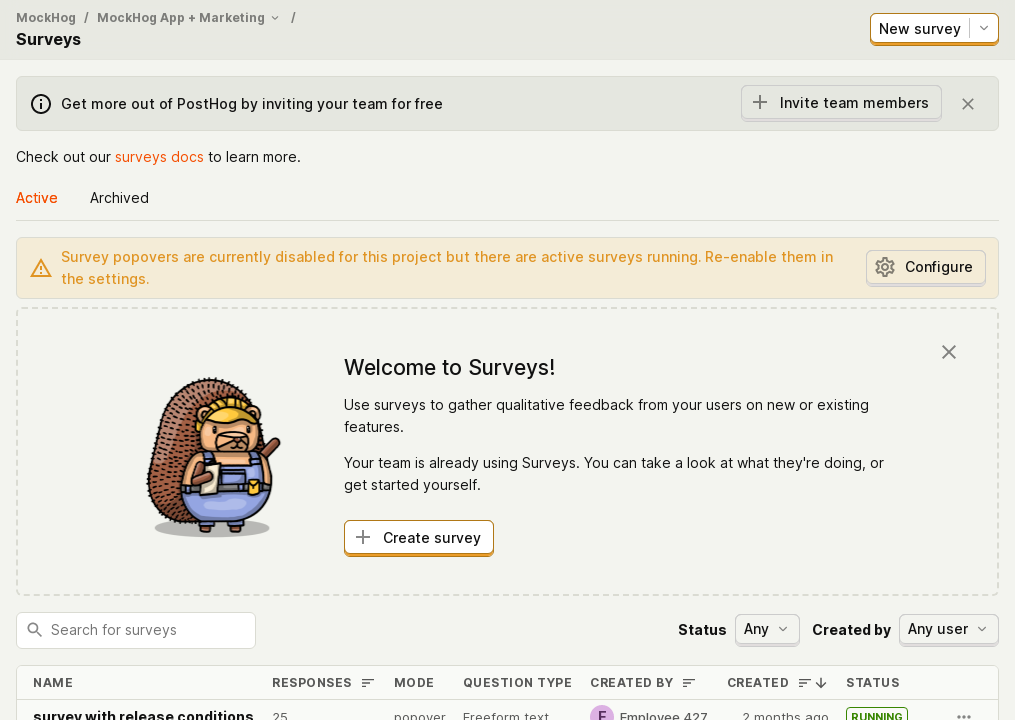 MockHog / MockHog App + Marketing /
Surveys
New survey
Get more out of PostHog by inviting your team for free
Invite team members
Check out our surveys docs to learn more.
Active Archived
Survey popovers are currently disabled for this project but there are active surveys running. Re-enable them in
the settings.
Configure
Welcome to Surveys!
Use surveys to gather qualitative feedback from your users on new or existing
features.
Your team is already using Surveys. You can take a look at what they're doing, or
get started yourself.
Create survey
Search for surveys
Status Any Created by Any user
NAME RESPONSES MODE QUESTION TYPE CREATED BY CREATED STATUS
survey with release conditions 25 popover Freeform text E Employee 427 2 months ago RUNNING